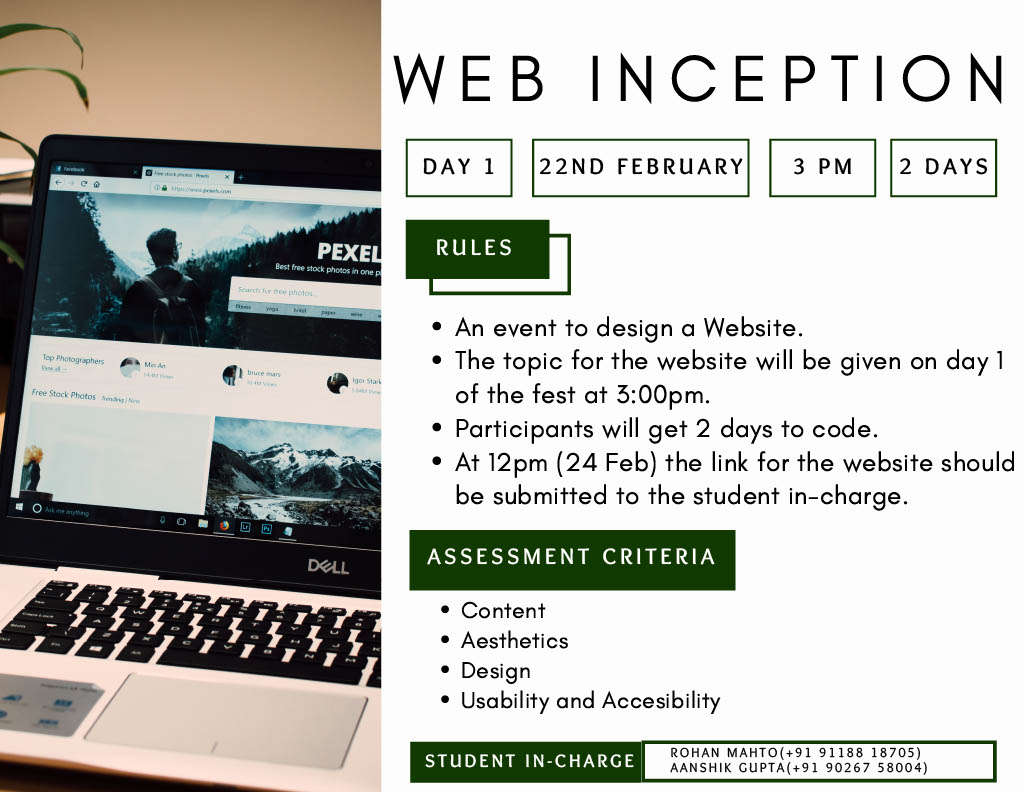 WEB INCEPTION
DAY 1
22ND FEBRUARY
3 PM
2 DAYS
RULES
• An event to design a Website.
• The topic for the website will be given on day 1
of the fest at 3:00pm.
• Participants will get 2 days to code.
• At 12pm (24 Feb) the link for the website should
be submitted to the student in-charge.
ASSESSMENT CRITERIA
• Content
• Aesthetics
• Design
• Usability and Accesibility
STUDENT IN-CHARGE
ROHAN MAHTO(+91 91188 18705)
AANSHIK GUPTA(+91 90267 58004)
Facebook
Free stock photos · Pexels
https://www.pexels.com
PEXEL
Best free stock photos in one p
Search for free photos...
fitness yoga hotel paper wine
Top Photographers
View all
Min An
bruce mars
Igor Stark
Free Stock Photos Trending | New
Ask me anything
Lr
Ps
DELL